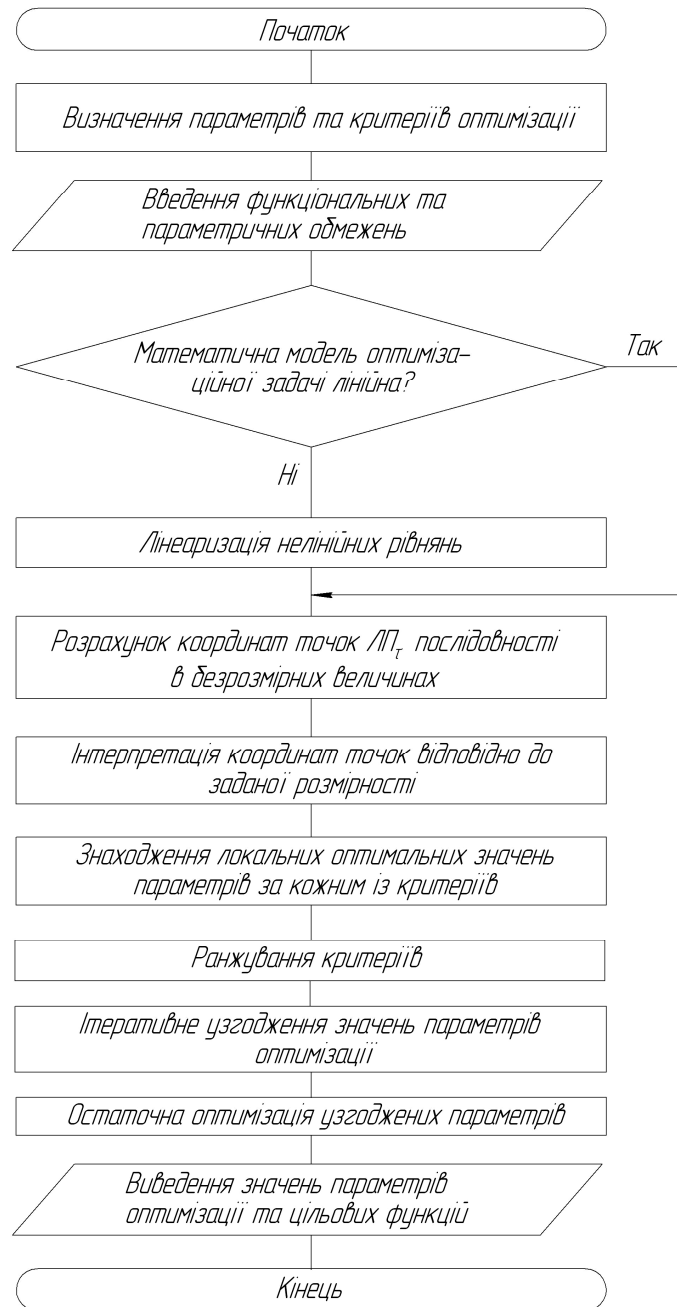 Початок
Визначення параметрів та критеріїв оптимізації
Введення функціональних та
параметричних обмежень
Математична модель оптиміза-
ційної задачі лінійна?
Так
Ні
Лінеаризація нелінійних рівнянь
Розрахунок координат точок ЛПτ послідовності
в безрозмірних величинах
Інтерпретація координат точок відповідно до
заданої розмірності
Знаходження локальних оптимальних значень
параметрів за кожним із критеріїв
Ранжування критеріїв
Ітеративне узгодження значень параметрів
оптимізації
Остаточна оптимізація узгоджених параметрів
Виведення значень параметрів
оптимізації та цільових функцій
Кінець